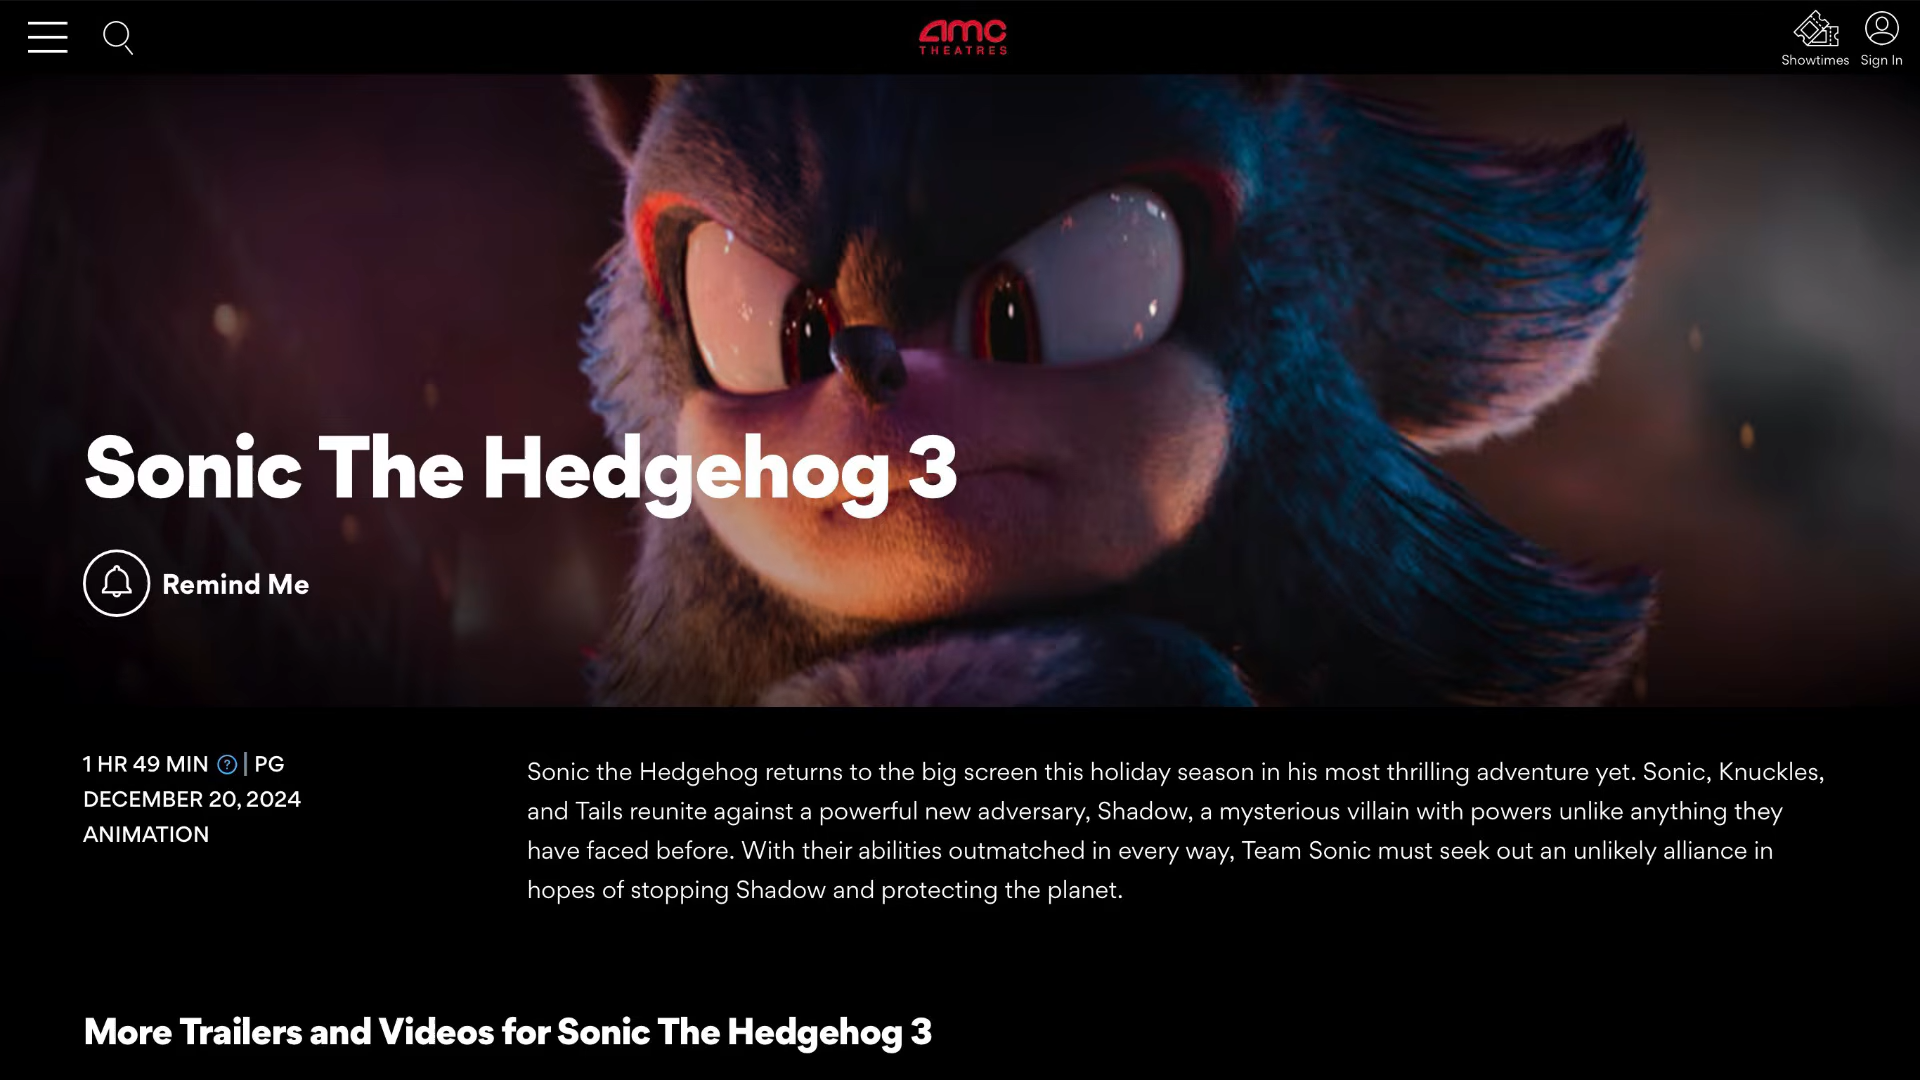 amc
THEATRES
Showtimes
Sign In
Sonic The Hedgehog 3
Remind Me
1 HR 49 MIN ? | PG
DECEMBER 20, 2024
ANIMATION
Sonic the Hedgehog returns to the big screen this holiday season in his most thrilling adventure yet. Sonic, Knuckles,
and Tails reunite against a powerful new adversary, Shadow, a mysterious villain with powers unlike anything they
have faced before. With their abilities outmatched in every way, Team Sonic must seek out an unlikely alliance in
hopes of stopping Shadow and protecting the planet.
More Trailers and Videos for Sonic The Hedgehog 3